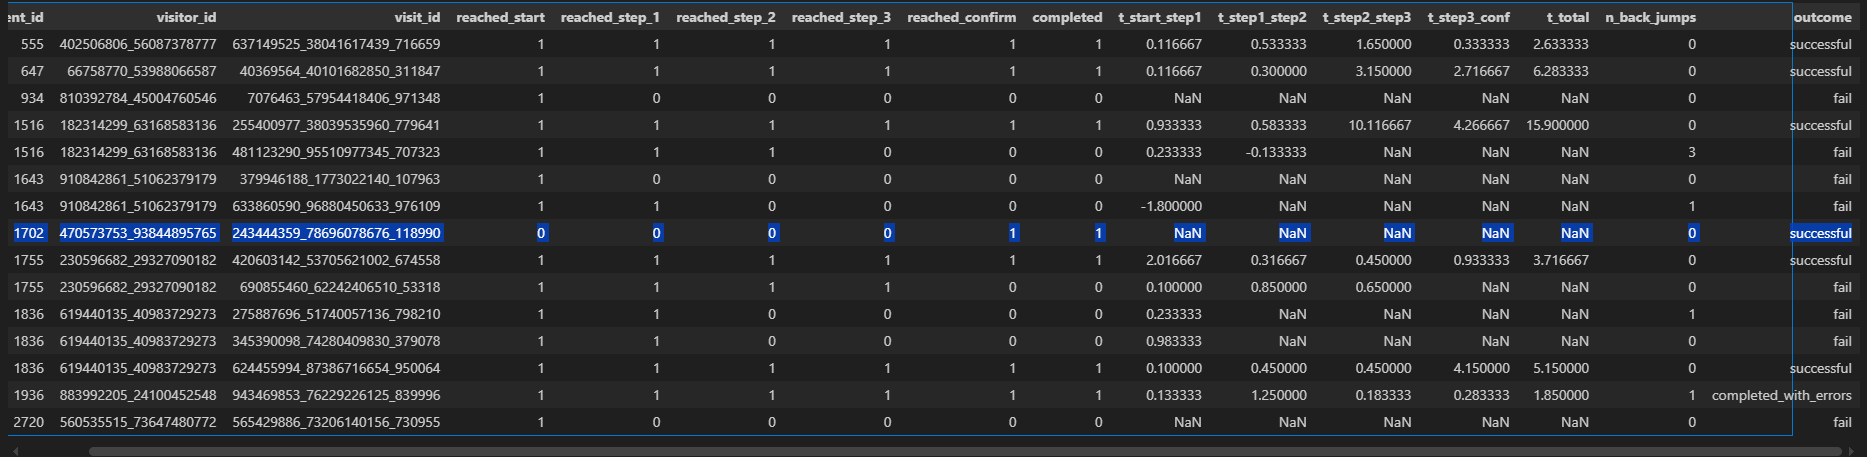 ent_id visitor_id visit_id reached_start reached_step_1 reached_step_2 reached_step_3 reached_confirm completed t_start_step1 t_step1_step2 t_step2_step3 t_step3_conf t_total n_back_jumps outcome
555 402506806_56087378777 637149525_38041617439_716659 1 1 1 1 1 1 0.116667 0.533333 1.650000 0.333333 2.633333 0 successful
647 66758770_53988066587 40369564_40101682850_311847 1 1 1 1 1 1 0.116667 0.300000 3.150000 2.716667 6.283333 0 successful
934 810392784_45004760546 7076463_57954418406_971348 1 0 0 0 0 0 NaN NaN NaN NaN NaN 0 fail
1516 182314299_63168583136 255400977_38039535960_779641 1 1 1 1 1 1 0.933333 0.583333 10.116667 4.266667 15.900000 0 successful
1516 182314299_63168583136 481123290_95510977345_707323 1 1 1 0 0 0 0.233333 -0.133333 NaN NaN NaN 3 fail
1643 910842861_51062379179 379946188_1773022140_107963 1 0 0 0 0 0 NaN NaN NaN NaN NaN 0 fail
1643 910842861_51062379179 633860590_96880450633_976109 1 1 0 0 0 0 -1.800000 NaN NaN NaN NaN 1 fail
1702 470573753_93844895765 243444359_78696078676_118990 0 0 0 0 1 1 NaN NaN NaN NaN NaN 0 successful
1755 230596682_29327090182 420603142_53705621002_674558 1 1 1 1 1 1 2.016667 0.316667 0.450000 0.933333 3.716667 0 successful
1755 230596682_29327090182 690855460_62242406510_53318 1 1 1 1 0 0 0.100000 0.850000 0.650000 NaN NaN 0 fail
1836 619440135_40983729273 275887696_51740057136_798210 1 1 0 0 0 0 0.233333 NaN NaN NaN NaN 1 fail
1836 619440135_40983729273 345390098_74280409830_379078 1 1 0 0 0 0 0.983333 NaN NaN NaN NaN 0 fail
1836 619440135_40983729273 624455994_87386716654_950064 1 1 1 1 1 1 0.100000 0.450000 0.450000 4.150000 5.150000 0 successful
1936 883992205_24100452548 943469853_76229226125_839996 1 1 1 1 1 1 0.133333 1.250000 0.183333 0.283333 1.850000 1 completed_with_errors
2720 560535515_73647480772 565429886_73206140156_730955 1 0 0 0 0 0 NaN NaN NaN NaN NaN 0 fail